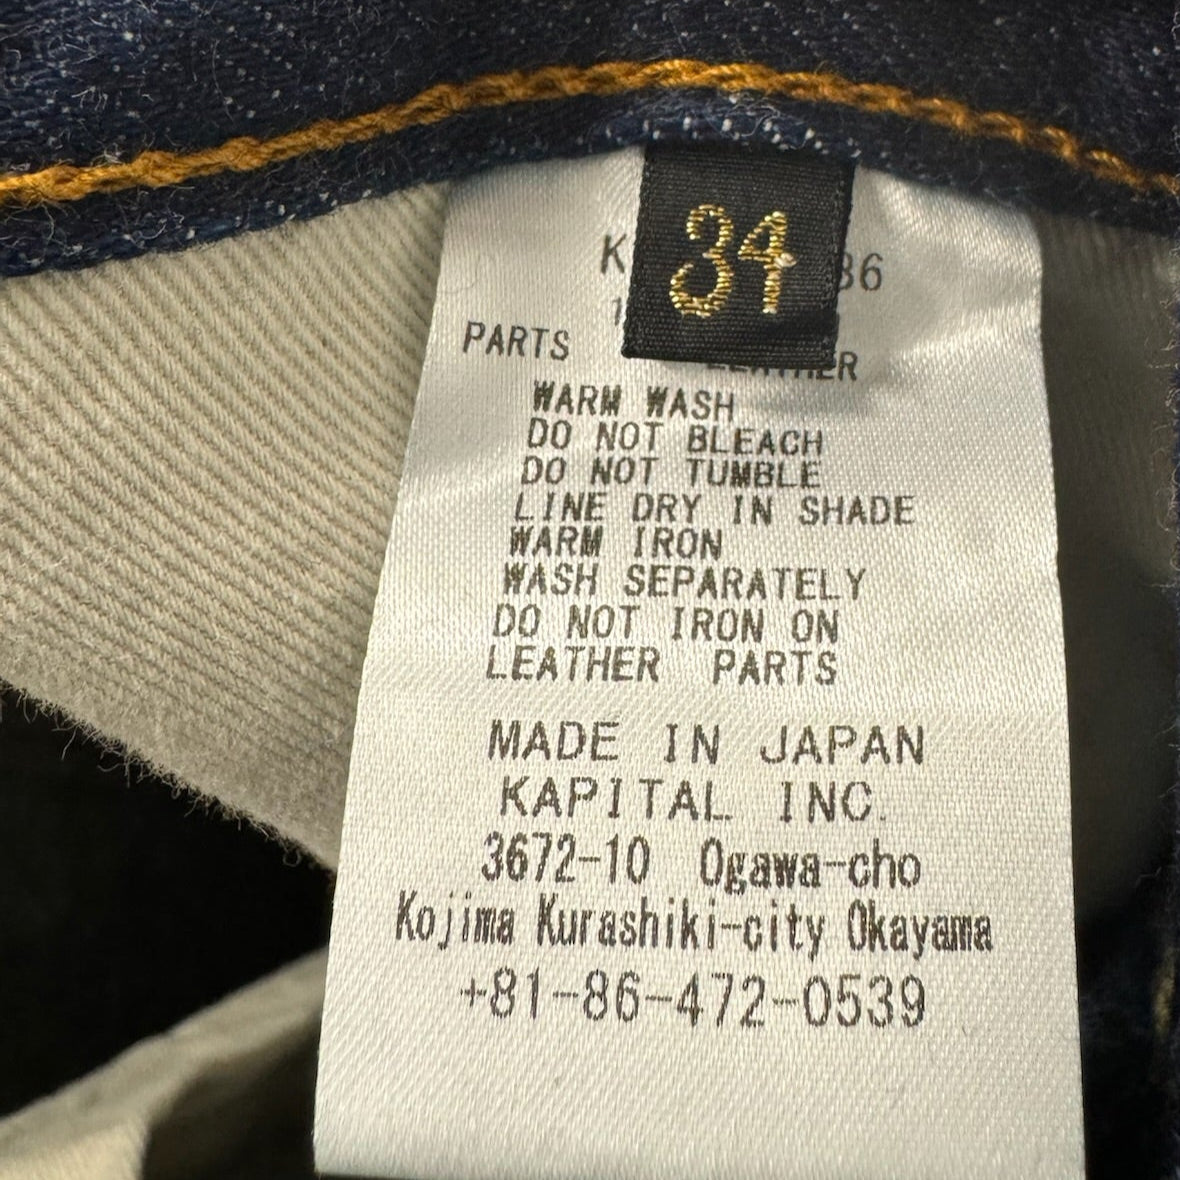 34
PARTS LEATHER
WARM WASH
DO NOT BLEACH
DO NOT TUMBLE
LINE DRY IN SHADE
WARM IRON
WASH SEPARATELY
DO NOT IRON ON
LEATHER PARTS
MADE IN JAPAN
KAPITAL INC.
3672-10 Ogawa-cho
Kojima Kurashiki-city Okayama
+81-86-472-0539